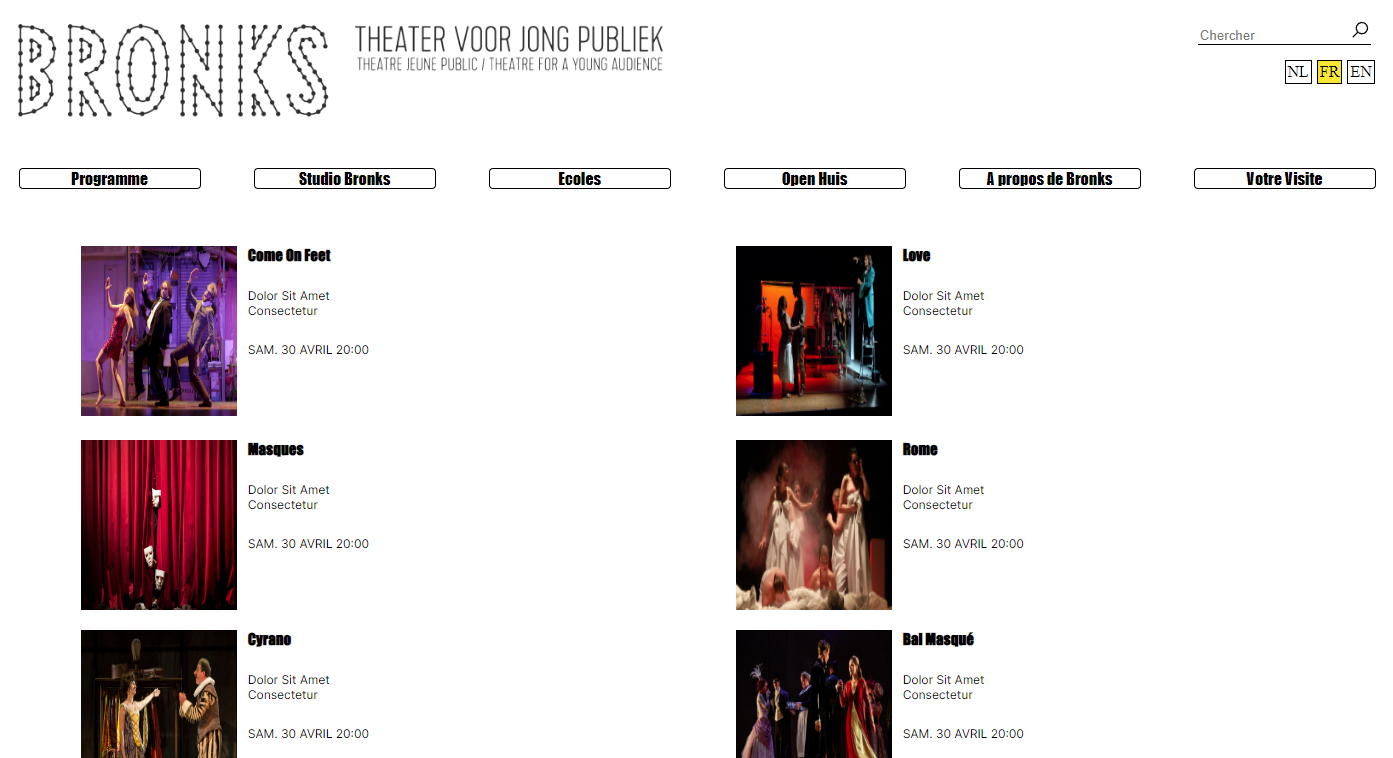 BRONKS
THEATER VOOR JONG PUBLIEK
THEATRE JEUNE PUBLIC / THEATRE FOR A YOUNG AUDIENCE
Chercher
NL FR EN
Programme
Studio Bronks
Ecoles
Open Huis
A propos de Bronks
Votre Visite
Come On Feet
Dolor Sit Amet
Consectetur
SAM. 30 AVRIL 20:00
Love
Dolor Sit Amet
Consectetur
SAM. 30 AVRIL 20:00
Masques
Dolor Sit Amet
Consectetur
SAM. 30 AVRIL 20:00
Rome
Dolor Sit Amet
Consectetur
SAM. 30 AVRIL 20:00
Cyrano
Dolor Sit Amet
Consectetur
SAM. 30 AVRIL 20:00
Bal Masqué
Dolor Sit Amet
Consectetur
SAM. 30 AVRIL 20:00